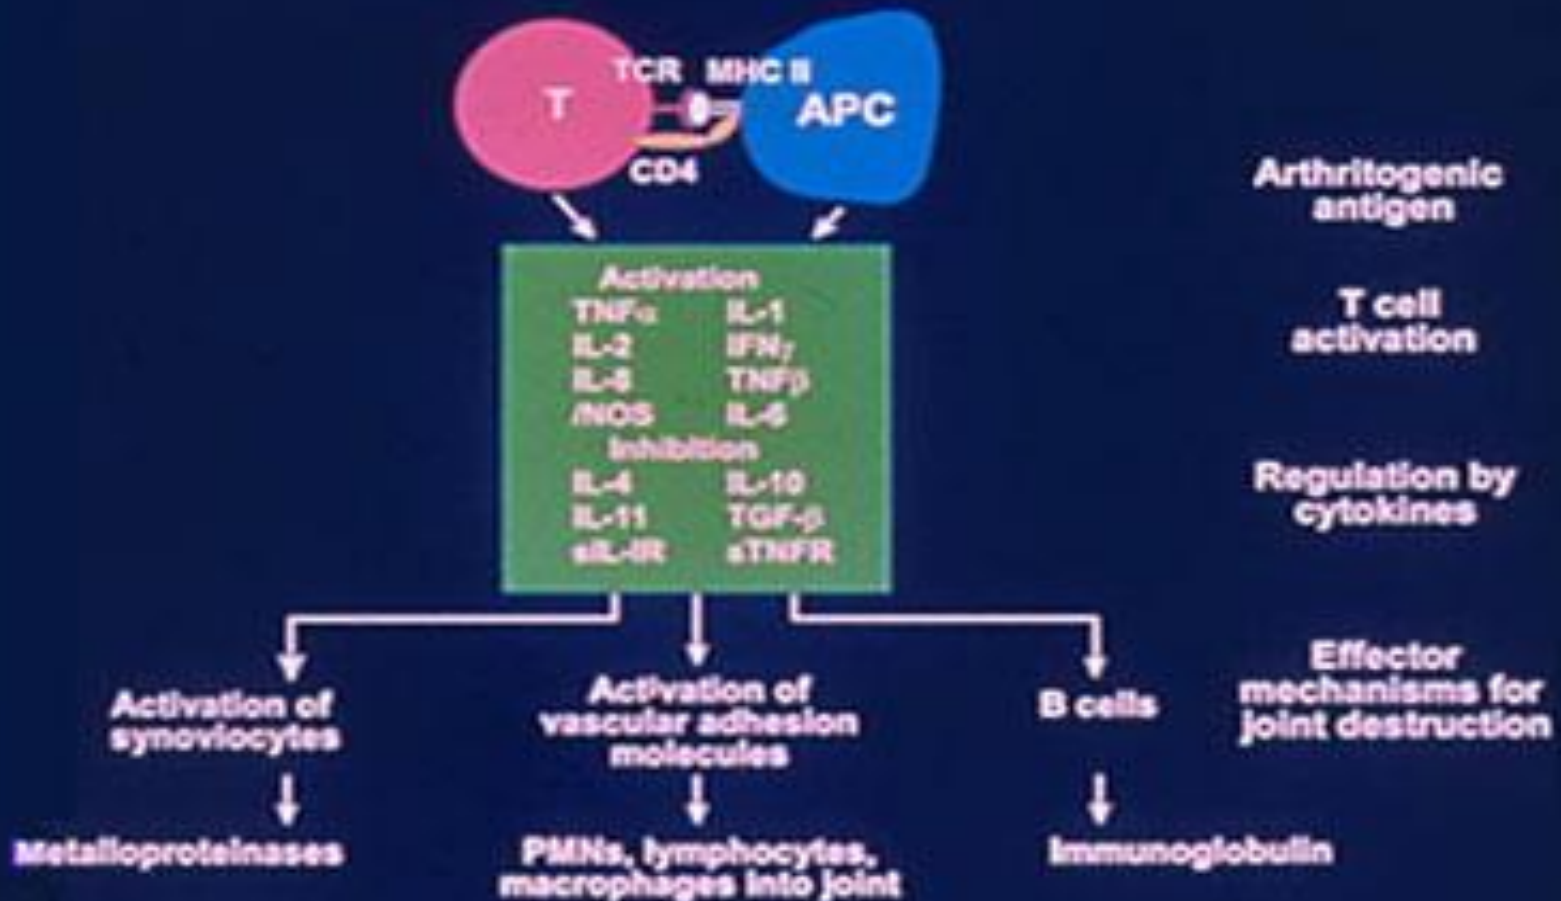 TCR MHC II
T
APC
CD4
Arthritogenic
antigen
T cell
activation
Activation
TNFα IL-1
IL-2 IFNγ
IL-8 TNFβ
iNOS IL-6
Inhibition
IL-4 IL-10
IL-11 TGF-β
sIL-IR sTNFR
Regulation by
cytokines
Effector
mechanisms for
joint destruction
Activation of
synoviocytes
Metalloproteinases
Activation of
vascular adhesion
molecules
PMNs, lymphocytes,
macrophages into joint
B cells
Immunoglobulin